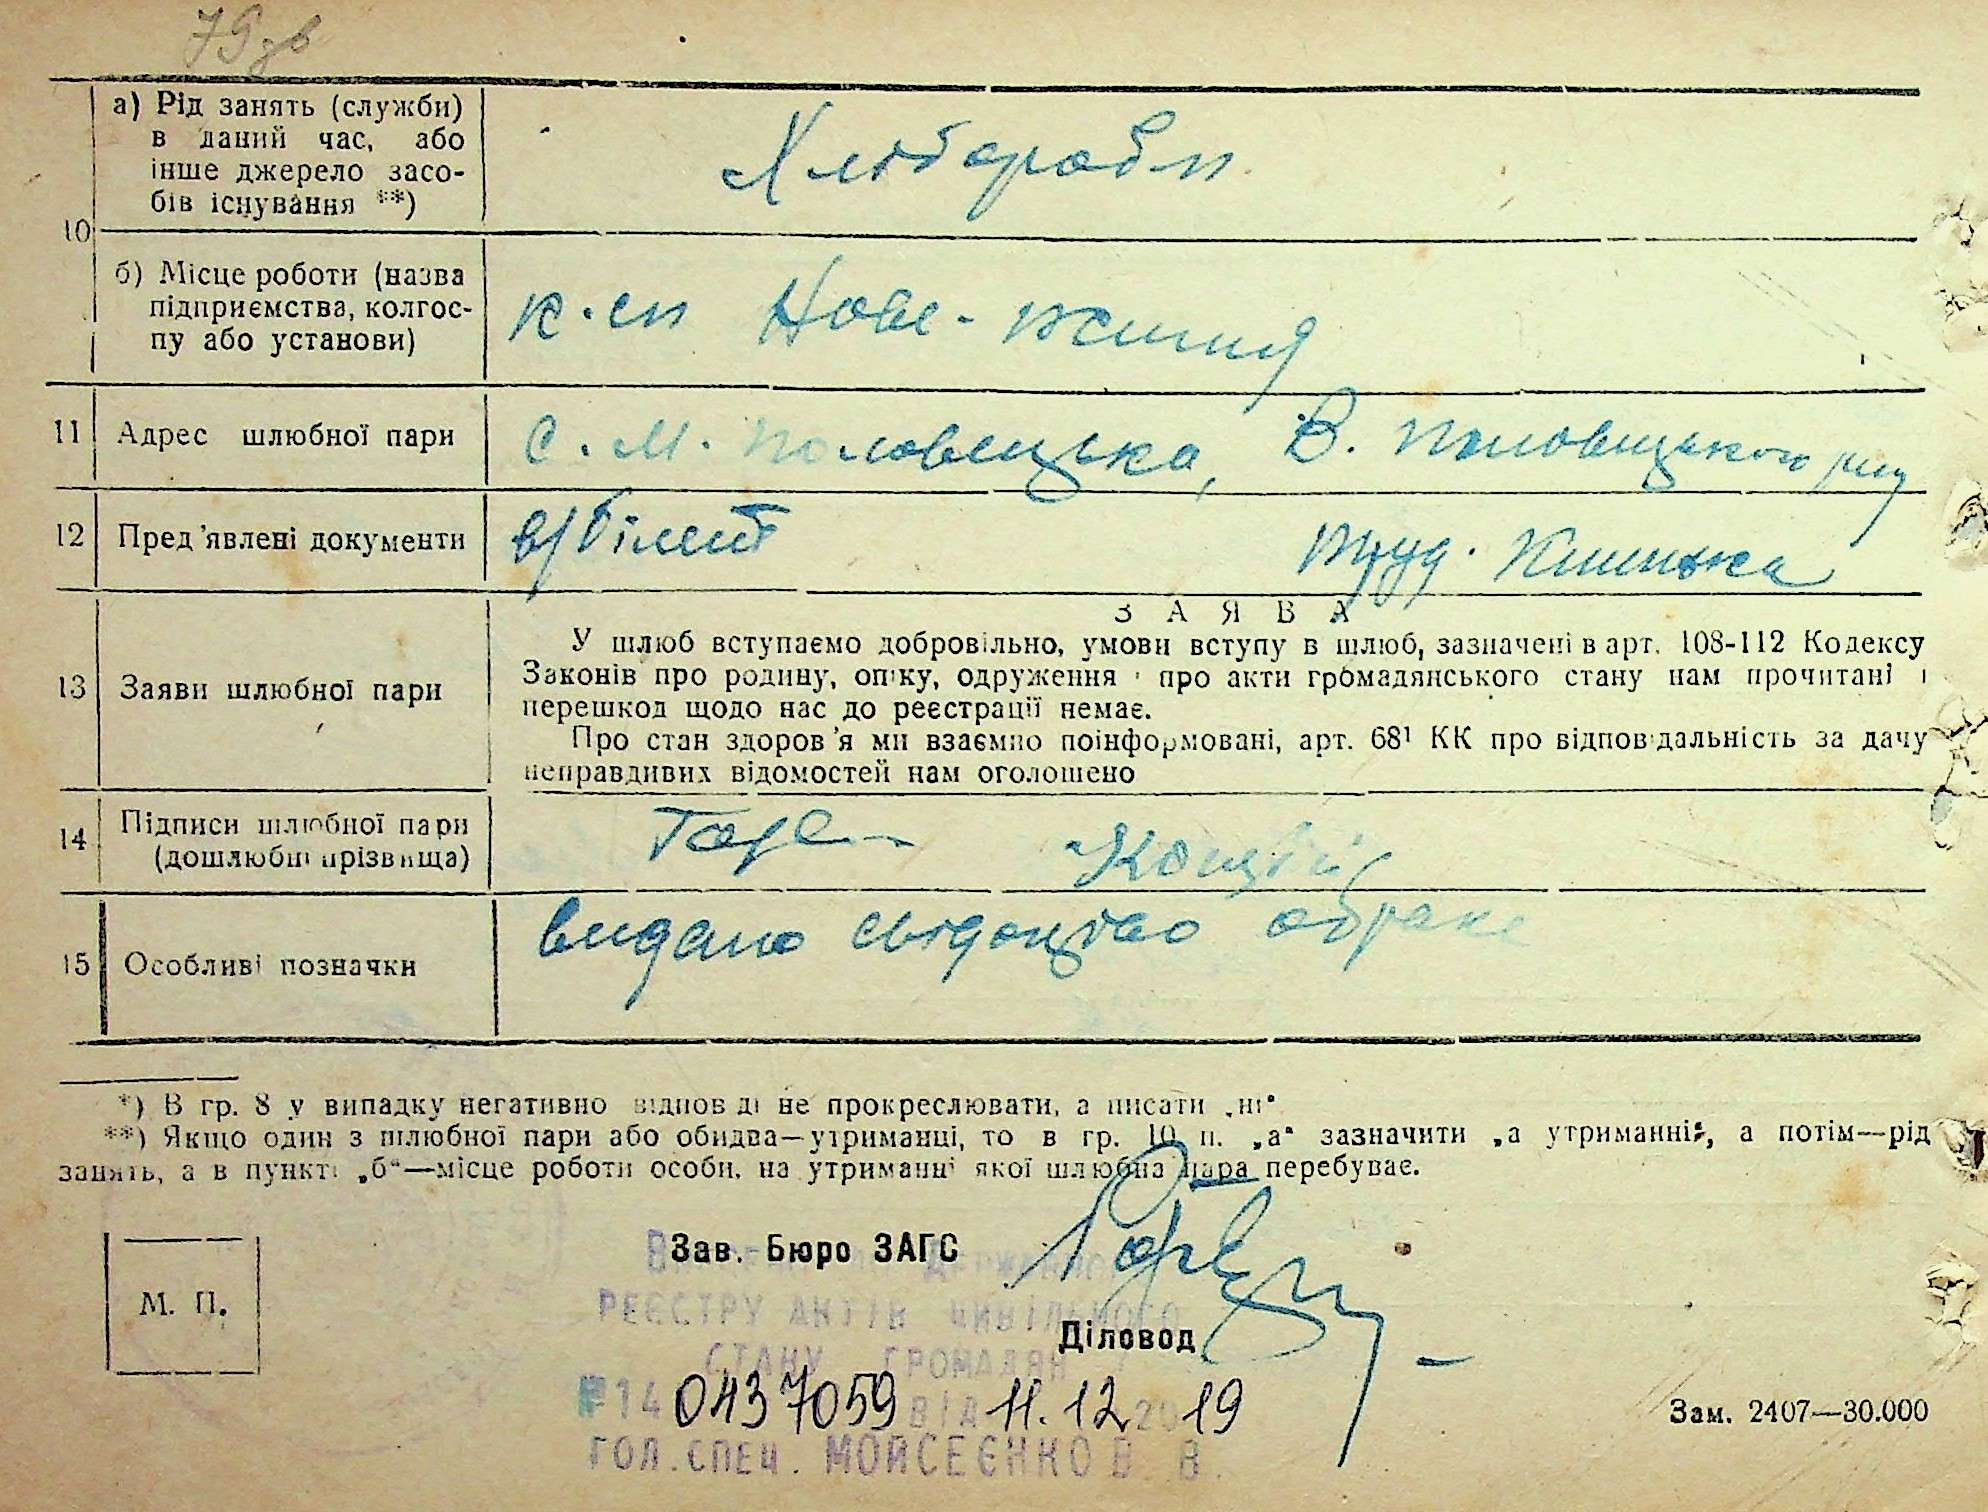 79зв
а) Рід занять (служби)
в даний час, або
інше джерело засо-
бів існування **)
Хлібороби
10
б) Місце роботи (назва
підприємства, колгос-
пу або установи)
к.сп Нове-життя
11 Адрес шлюбної пари
с. М. Половецька, В. Половецького р-ну
12 Пред'явлені документи
в/білет
труд. книжка
13 Заяви шлюбної пари
ЗАЯВА
У шлюб вступаємо добровільно, умови вступу в шлюб, зазначені в арт. 108-112 Кодексу
Законів про родину, опіку, одруження і про акти громадянського стану нам прочитані і
перешкод щодо нас до реєстрації немає.
Про стан здоров'я ми взаємно поінформовані, арт. 68¹ КК про відповідальність за дачу
неправдивих відомостей нам оголошено
14 Підписи шлюбної пари
(дошлюбні прізвища)
15 Особливі позначки
видано свідоцтво о браке
*) В гр. 8 у випадку негативно відповіді не прокреслювати, а писати „ні“
**) Якщо один з шлюбної пари або обидва—утриманці, то в гр. 10 п. „а“ зазначити „а утриманні“, а потім—рід
занять, а в пункті „б“—місце роботи особи, на утриманні якої шлюбна пара перебуває.
Зав. Бюро ЗАГС
Державного
РЕЄСТРУ АКТІВ ЦИВІЛЬНОГО
М. П.
Діловод
СТАНУ ГРОМАДЯН
№14 0437059 ВІД 11.12 2019
Зам. 2407—30.000
ГОЛ.СПЕЦ. МОЙСЕЄНКО В. В.